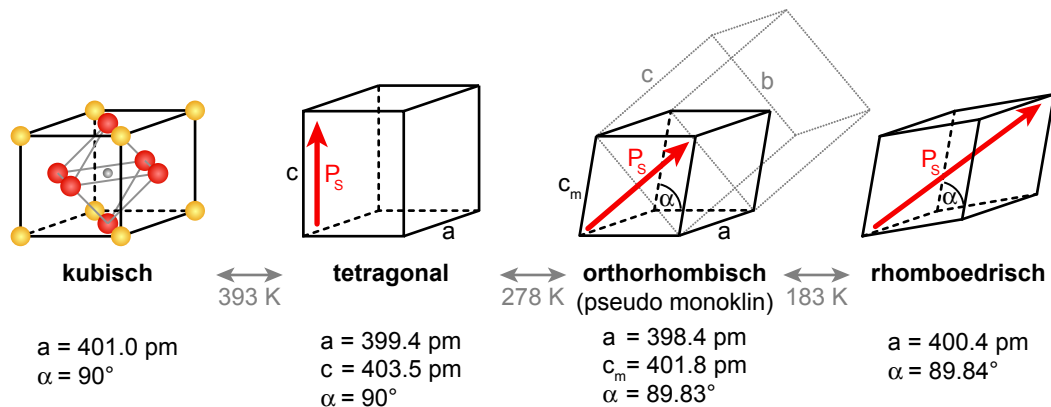 c
b
c
P_S
a
c_m
P_S
α
a
P_S
α
kubisch
tetragonal
orthorhombisch
rhomboedrisch
393 K
278 K
(pseudo monoklin)
183 K
a = 401.0 pm
α = 90°
a = 399.4 pm
c = 403.5 pm
α = 90°
a = 398.4 pm
c_m = 401.8 pm
α = 89.83°
a = 400.4 pm
α = 89.84°